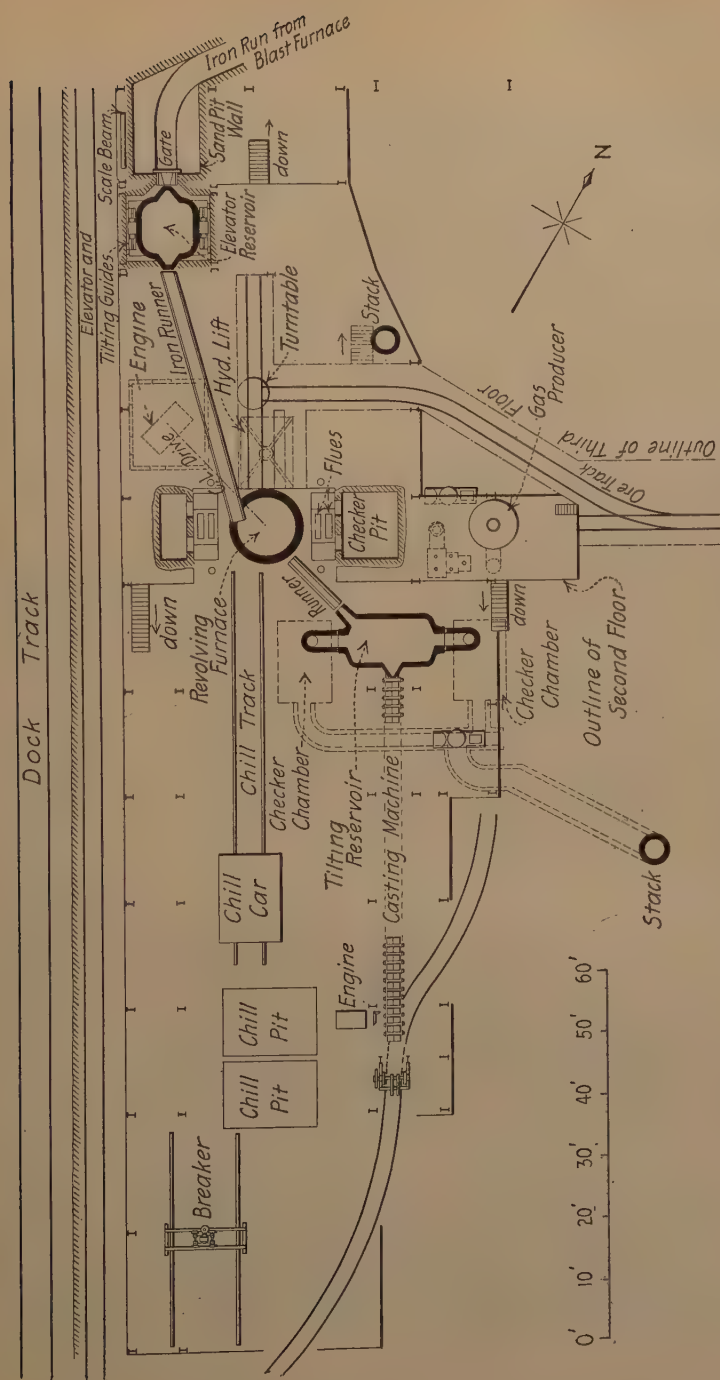 Iron Run from
Blast Furnace
Scale Beam
Gate
Sand Pit
Wall
down
N
Elevator and
Tilting Guides
Elevator
Reservoir
Engine
Iron Runner
Hyd. Lift
Turntable
Stack
Drive
Flues
Gas
Producer
Outline of Third
Floor
Ore Track
Checker
Pit
Dock Track
down
Revolving
Furnace
Runner
down
Chill Track
Checker
Chamber
Tilting
Reservoir
Casting Machine
Checker
Chamber
Outline of
Second Floor
Chill
Car
Stack
Engine
Chill
Pit
Chill
Pit
Breaker
0' 10' 20' 30' 40' 50' 60'